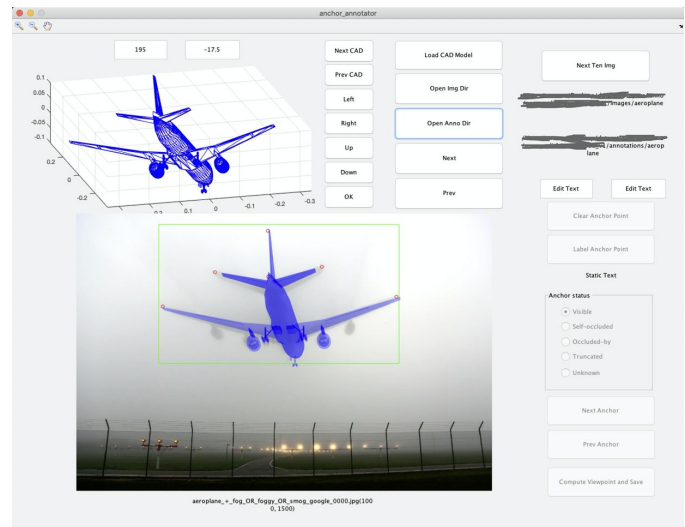 anchor_annotator
195
-17.5
Next CAD
Prev CAD
Left
Right
Up
Down
OK
Load CAD Model
Open Img Dir
Open Anno Dir
Next
Prev
Next Ten Img
/Images/aeroplane
/annotations/aerop
lane
Edit Text
Edit Text
Clear Anchor Point
Label Anchor Point
Static Text
Anchor status
Visible
Self-occluded
Occluded-by
Truncated
Unknown
Next Anchor
Prev Anchor
Compute Viewpoint and Save
0.1
0.05
0
-0.05
-0.1
0.2
0
-0.2
0.2
0.1
0
-0.1
-0.2
-0.3
aeroplane_+_fog_OR_foggy_OR_smog_google_0000.jpg(100
0, 1500)